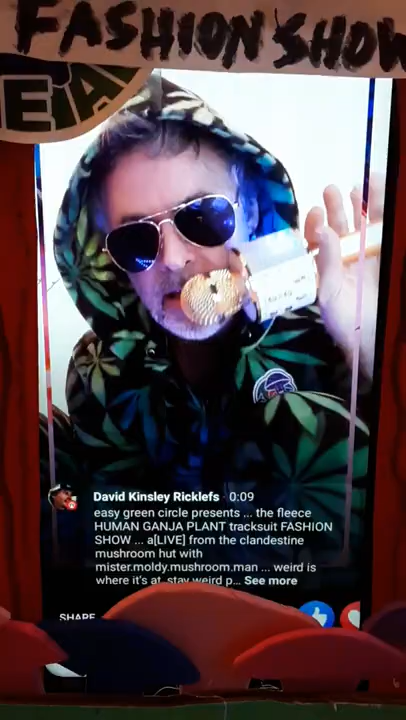 FASHION SHOW
David Kinsley Ricklefs · 0:09
easy green circle presents ... the fleece
HUMAN GANJA PLANT tracksuit FASHION
SHOW ... a[LIVE] from the clandestine
mushroom hut with
mister.moldy.mushroom.man ... weird is
where it's at, stay weird p... See more
SHARE